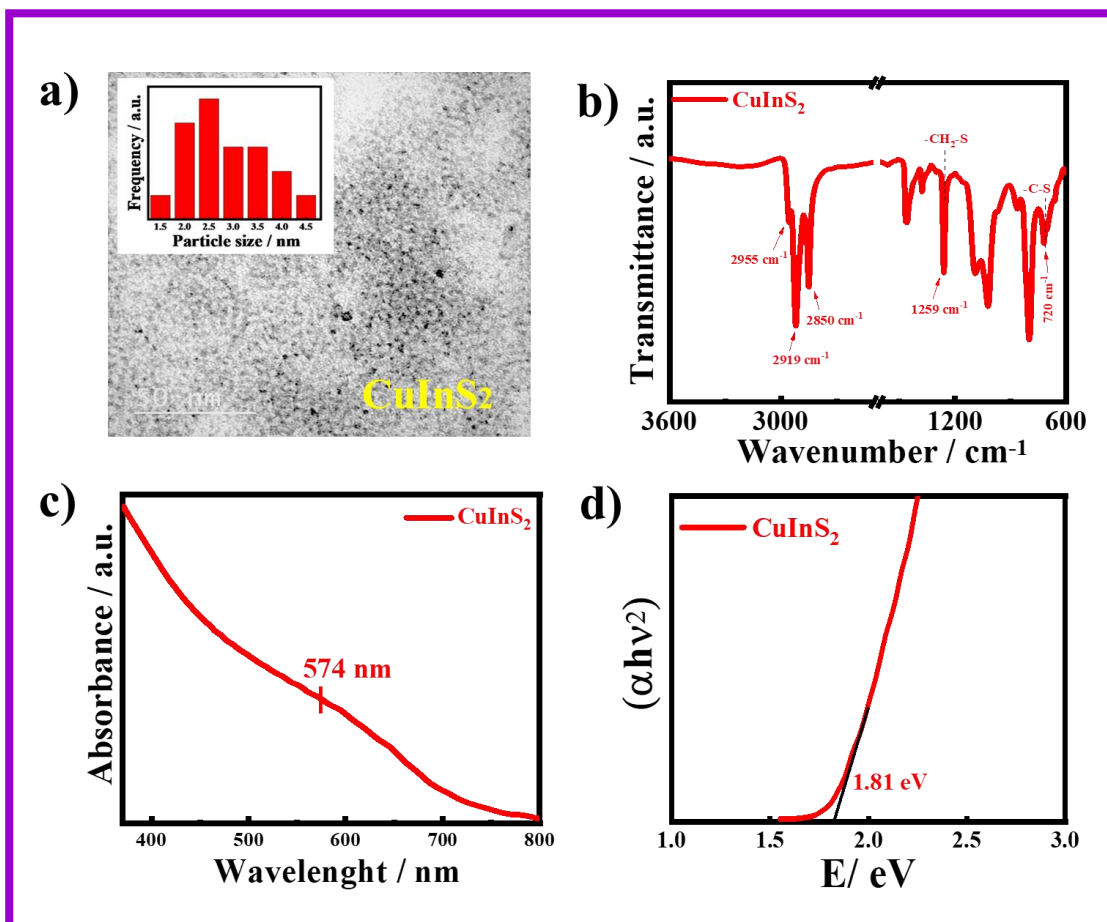 a)
Frequency / a.u.
1.5 2.0 2.5 3.0 3.5 4.0 4.5
Particle size / nm
50 nm
CuInS₂
b)
CuInS₂
-CH₂-S
-C-S
2955 cm⁻¹
2850 cm⁻¹
2919 cm⁻¹
1259 cm⁻¹
720 cm⁻¹
Transmittance / a.u.
3600 3000 1200 600
Wavenumber / cm⁻¹
c)
CuInS₂
574 nm
Absorbance / a.u.
400 500 600 700 800
Wavelenght / nm
d)
CuInS₂
(αhν²)
1.81 eV
1.0 1.5 2.0 2.5 3.0
E/ eV